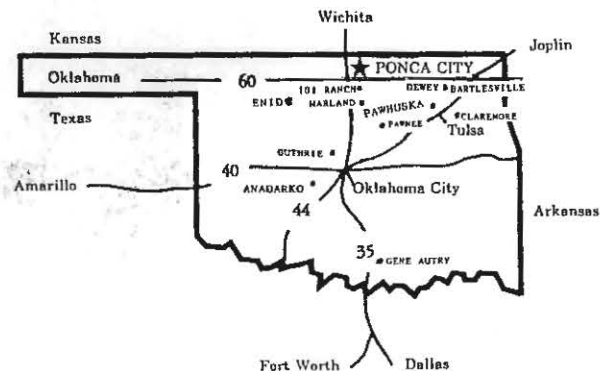 Wichita
Kansas
Joplin
★ PONCA CITY
Oklahoma
60
101 RANCH
DEWEY BARTLESVILLE
ENID
MARLAND
PAWHUSKA
Texas
PAWNEE
CLAREMORE
Tulsa
GUTHRIE
40
Amarillo
ANADARKO
Oklahoma City
44
Arkansas
35
GENE AUTRY
Fort Worth
Dallas